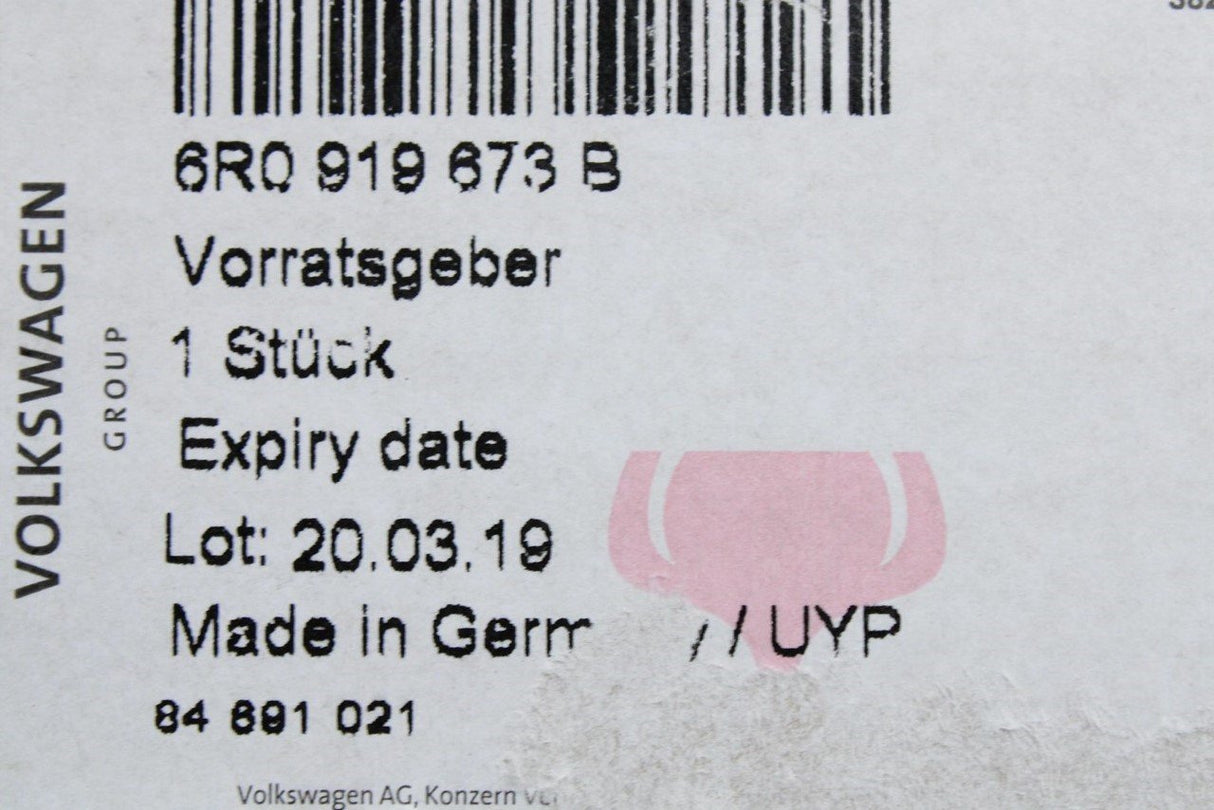 6R0 919 673 B
Vorratsgeber
1 Stück
Expiry date
Lot: 20.03.19
Made in // UYP
84 691 021
Volkswagen AG, Konzern
VOLKSWAGEN
GROUP